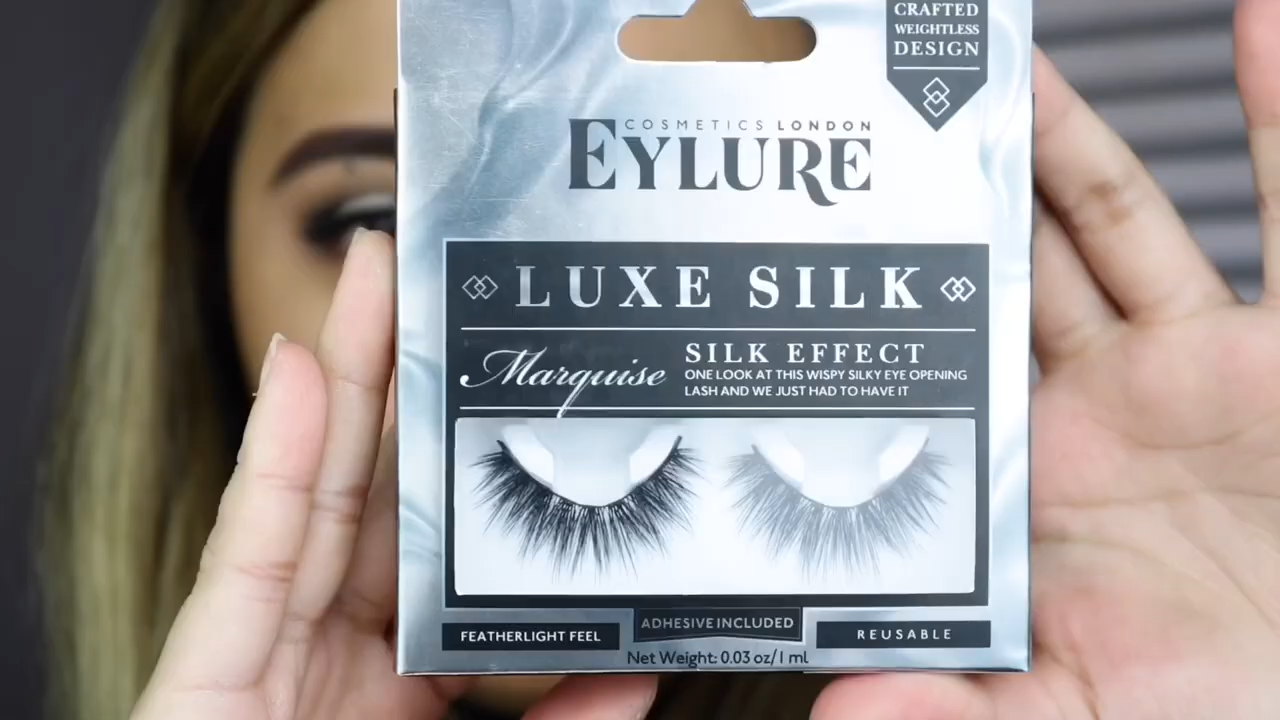 CRAFTED
WEIGHTLESS
DESIGN
COSMETICS LONDON
EYLURE
LUXE SILK
Marquise
SILK EFFECT
ONE LOOK AT THIS WISPY SILKY EYE OPENING
LASH AND WE JUST HAD TO HAVE IT
FEATHERLIGHT FEEL
ADHESIVE INCLUDED
REUSABLE
Net Weight: 0.03 oz/1 ml